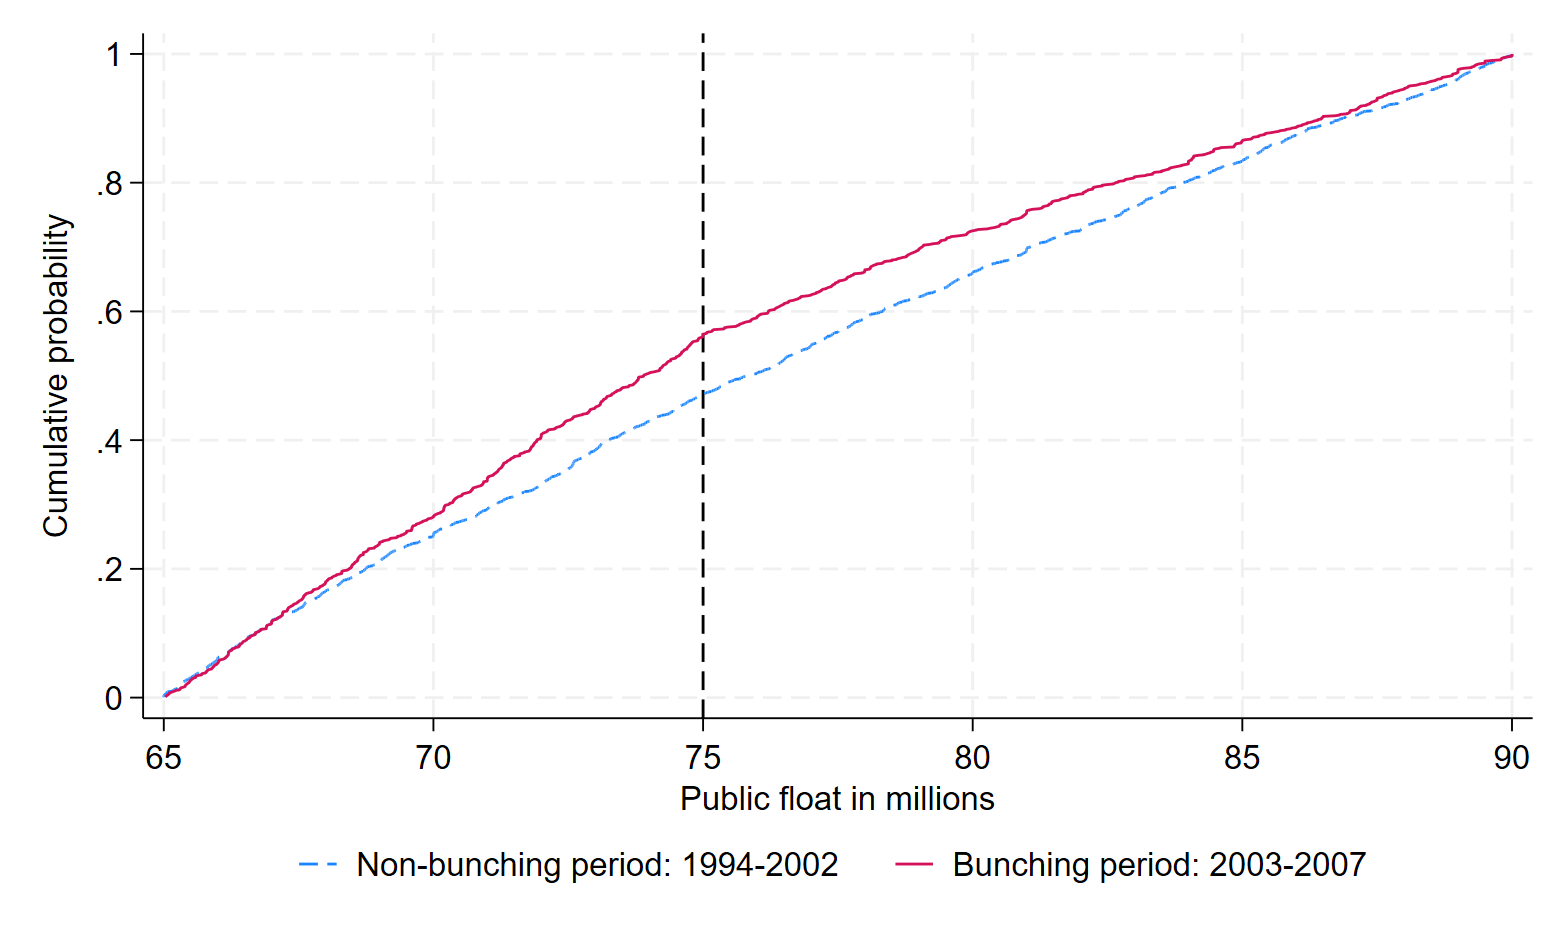 1
.8
.6
.4
.2
0
Cumulative probability
65 70 75 80 85 90
Public float in millions
Non-bunching period: 1994-2002 Bunching period: 2003-2007